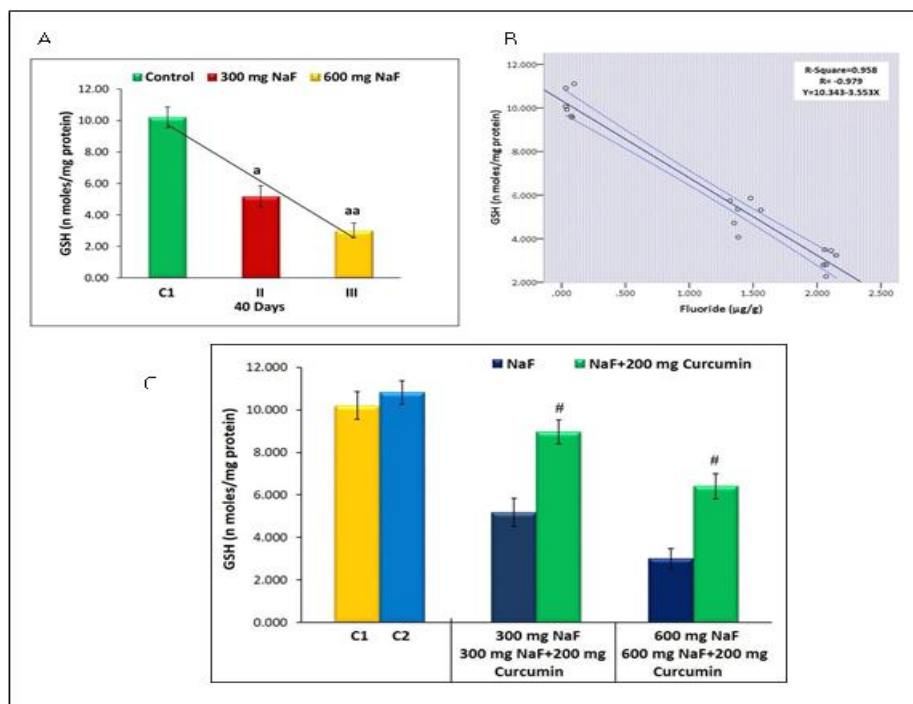 A
Control 300 mg NaF 600 mg NaF
GSH (n moles/mg protein)
12.00
10.00
8.00
6.00
4.00
2.00
0.00
a
aa
C1 II III
40 Days
B
R-Square=0.958
R= -0.979
Y=10.343-3.553X
GSH (n moles/mg protein)
12.000
10.000
8.000
6.000
4.000
2.000
.000 .500 1.000 1.500 2.000 2.500
Fluoride (µg/g)
C
NaF NaF+200 mg Curcumin
GSH (n moles/mg protein)
12.000
10.000
8.000
6.000
4.000
2.000
0.000
#
#
C1 C2
300 mg NaF
300 mg NaF+200 mg
Curcumin
600 mg NaF
600 mg NaF+200 mg
Curcumin